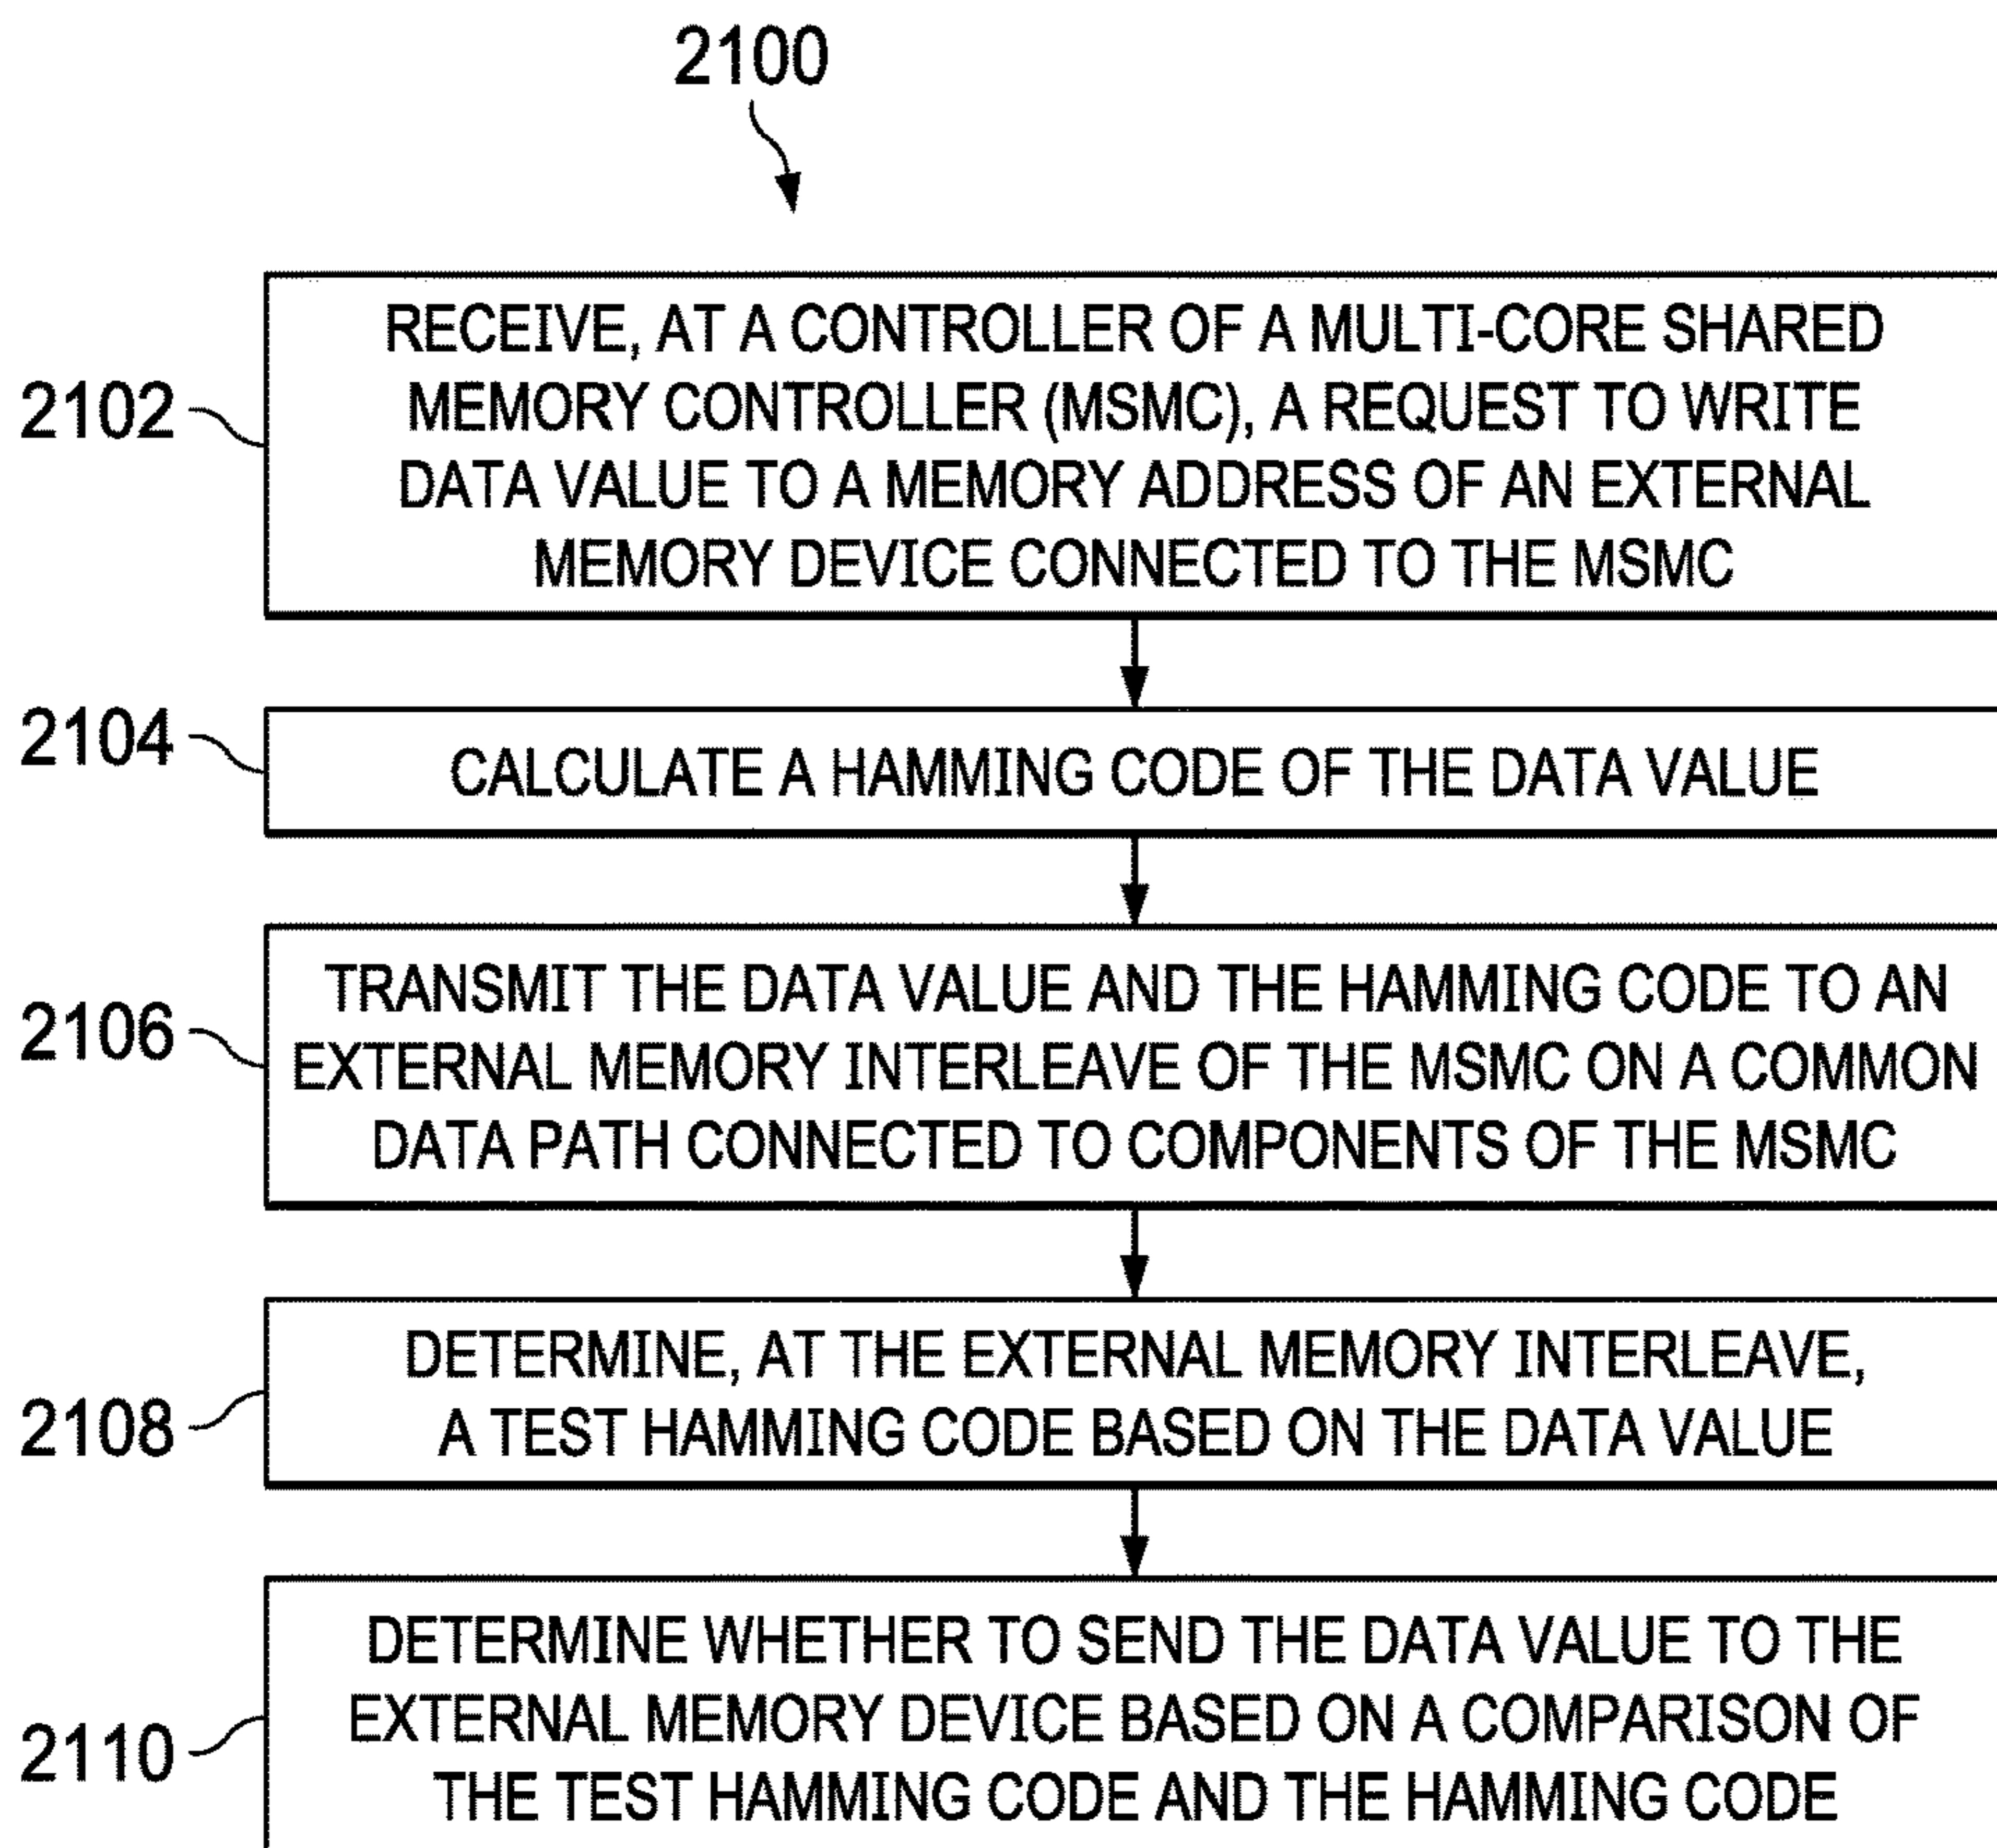 2100
2102
RECEIVE, AT A CONTROLLER OF A MULTI-CORE SHARED
MEMORY CONTROLLER (MSMC), A REQUEST TO WRITE
DATA VALUE TO A MEMORY ADDRESS OF AN EXTERNAL
MEMORY DEVICE CONNECTED TO THE MSMC
2104
CALCULATE A HAMMING CODE OF THE DATA VALUE
2106
TRANSMIT THE DATA VALUE AND THE HAMMING CODE TO AN
EXTERNAL MEMORY INTERLEAVE OF THE MSMC ON A COMMON
DATA PATH CONNECTED TO COMPONENTS OF THE MSMC
2108
DETERMINE, AT THE EXTERNAL MEMORY INTERLEAVE,
A TEST HAMMING CODE BASED ON THE DATA VALUE
2110
DETERMINE WHETHER TO SEND THE DATA VALUE TO THE
EXTERNAL MEMORY DEVICE BASED ON A COMPARISON OF
THE TEST HAMMING CODE AND THE HAMMING CODE